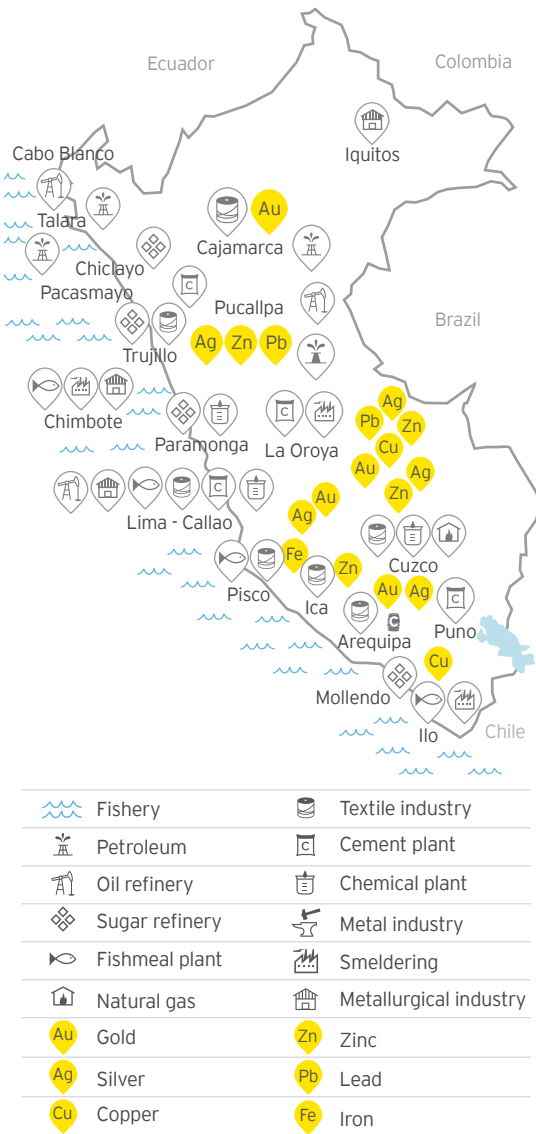 Ecuador
Colombia
Iquitos
Cabo Blanco
Talara
Au
Cajamarca
Chiclayo
Pacasmayo
C
Pucallpa
Brazil
Trujillo
Ag Zn Pb
Chimbote
Paramonga
C
La Oroya
Ag
Pb
Zn
Cu
Au
Ag
Zn
C
Lima - Callao
Au
Ag
Fe
Pisco
Ica
Zn
Cuzco
Au
Ag
C
Arequipa
C
Puno
Cu
Mollendo
Ilo
Chile
Fishery
Textile industry
Petroleum
C
Cement plant
Oil refinery
Chemical plant
Sugar refinery
Metal industry
Fishmeal plant
Smeldering
Natural gas
Metallurgical industry
Au Gold
Zn Zinc
Ag Silver
Pb Lead
Cu Copper
Fe Iron